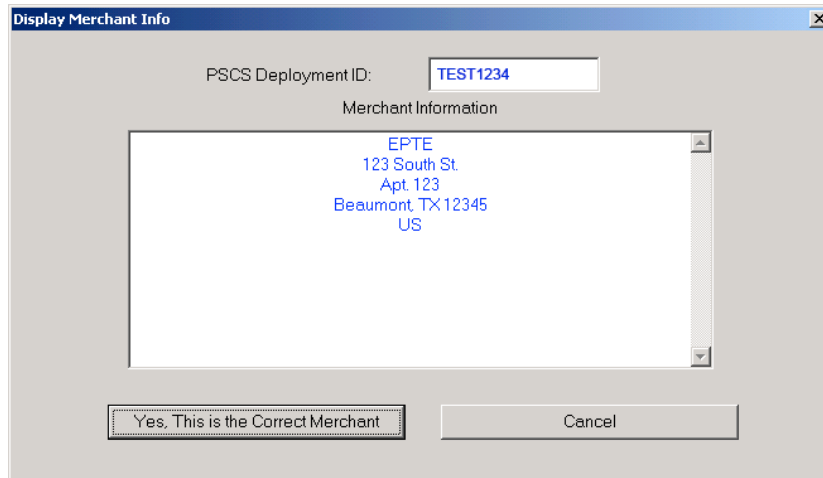 Display Merchant Info
PSCS Deployment ID: TEST1234
Merchant Information
EPTE
123 South St.
Apt. 123
Beaumont, TX 12345
US
Yes, This is the Correct Merchant Cancel